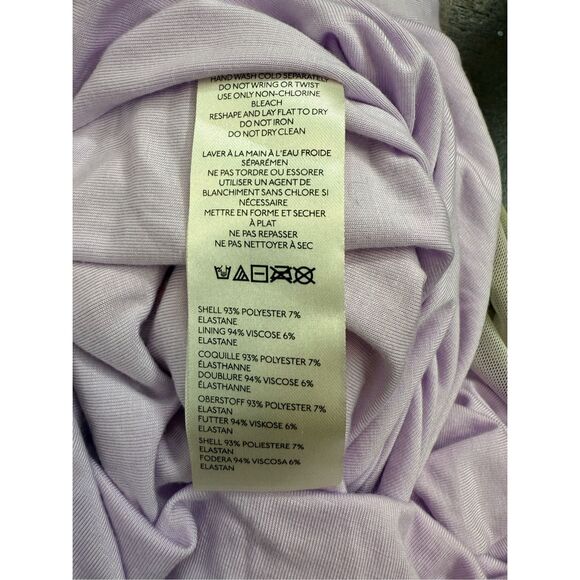 HAND WASH COLD SEPARATELY
DO NOT WRING OR TWIST
USE ONLY NON-CHLORINE
BLEACH
RESHAPE AND LAY FLAT TO DRY
DO NOT IRON
DO NOT DRY CLEAN
LAVER À LA MAIN À L'EAU FROIDE
SÉPARÉMEN
NE PAS TORDRE OU ESSORER
UTILISER UN AGENT DE
BLANCHIMENT SANS CHLORE SI
NÉCESSAIRE
METTRE EN FORME ET SECHER
À PLAT
NE PAS REPASSER
NE PAS NETTOYER À SEC
SHELL 93% POLYESTER 7%
ELASTANE
LINING 94% VISCOSE 6%
ELASTANE
COQUILLE 93% POLYESTER 7%
ÉLASTHANNE
DOUBLURE 94% VISCOSE 6%
ÉLASTHANNE
OBERSTOFF 93% POLYESTER 7%
ELASTAN
FUTTER 94% VISKOSE 6%
ELASTAN
SHELL 93% POLIESTERE 7%
ELASTAN
FODERA 94% VISCOSA 6%
ELASTAN